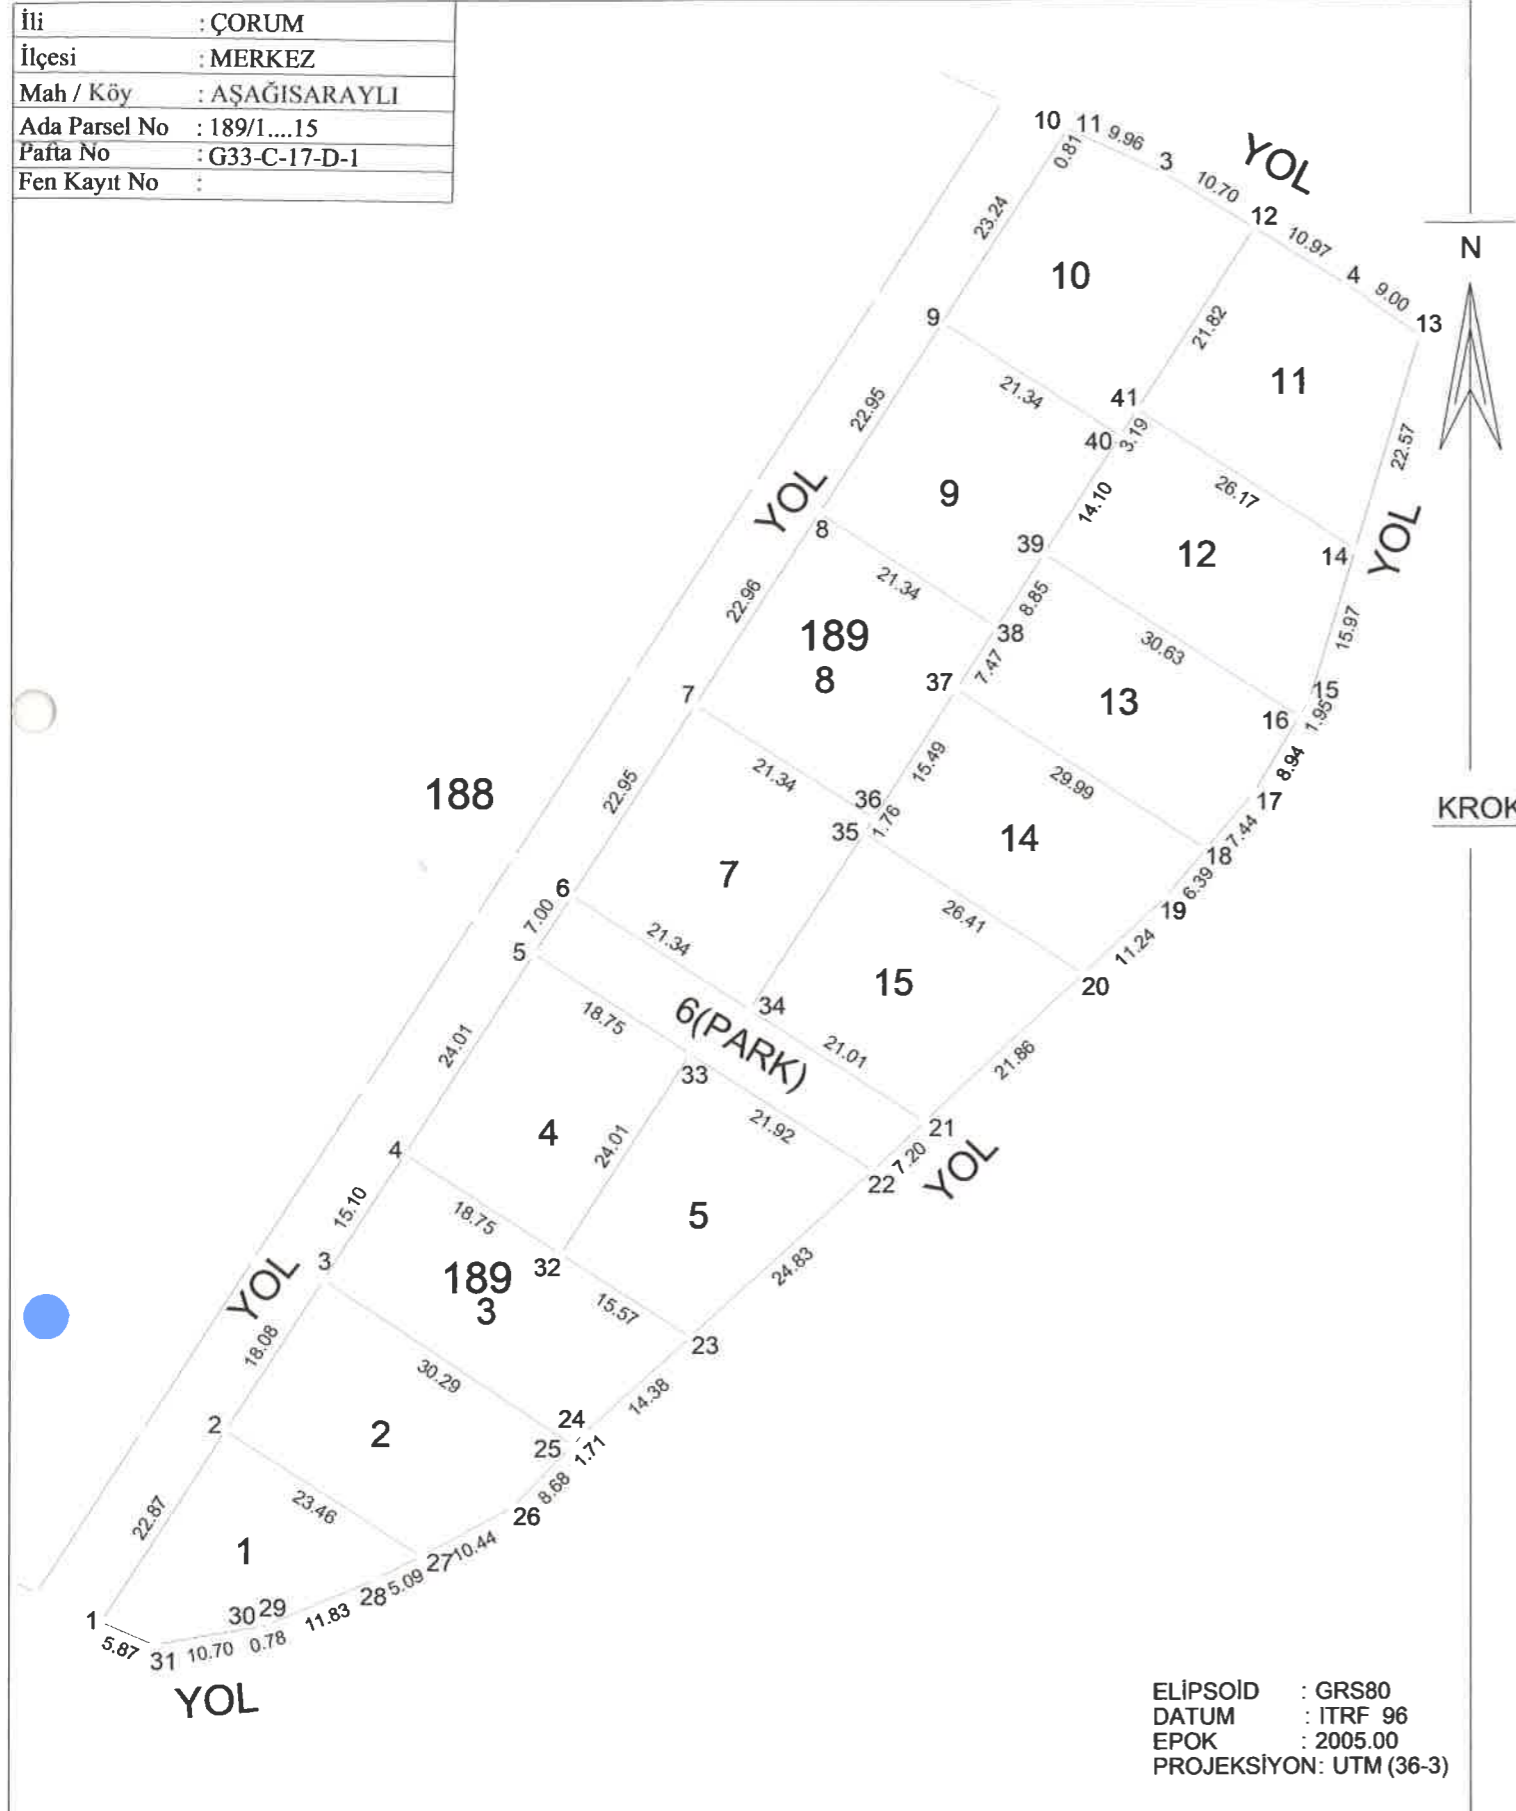 İli : ÇORUM
İlçesi : MERKEZ
Mah / Köy : AŞAĞISARAYLI
Ada Parsel No : 189/1....15
Pafta No : G33-C-17-D-1
Fen Kayıt No :
10 11 9.96 3 YOL
0.81 10.70 12
23.24 10.97 4 9.00 13
N
10
9 21.82
11
22.95 21.34 41
40 3.19 22.57
YOL 9 14.10 26.17 YOL
8 39 12 14
22.96 21.34 8.85
189 38 30.63 15.97
8 37 7.47
7 13 15
16 1.95
22.95 21.34 15.49 29.99 8.94
188 36 17
KROK
35 1.76 14 7.44
18
7 6.39
6 26.41 19
7.00 21.34 11.24
5 15 20
18.75 6(PARK) 34
24.01 21.01 21.86
33
4 24.01 21.92 21
7.20 YOL
4 22
15.10 18.75 5
3 32 24.83
YOL 189
3 15.57
18.08 23
30.29 14.38
2 2 24
25 1.71
22.87 23.46 8.68
26
1 27 10.44
28 5.09
1 30 29 11.83
5.87 31 10.70 0.78
YOL
ELİPSOİD : GRS80
DATUM : ITRF 96
EPOK : 2005.00
PROJEKSİYON: UTM (36-3)